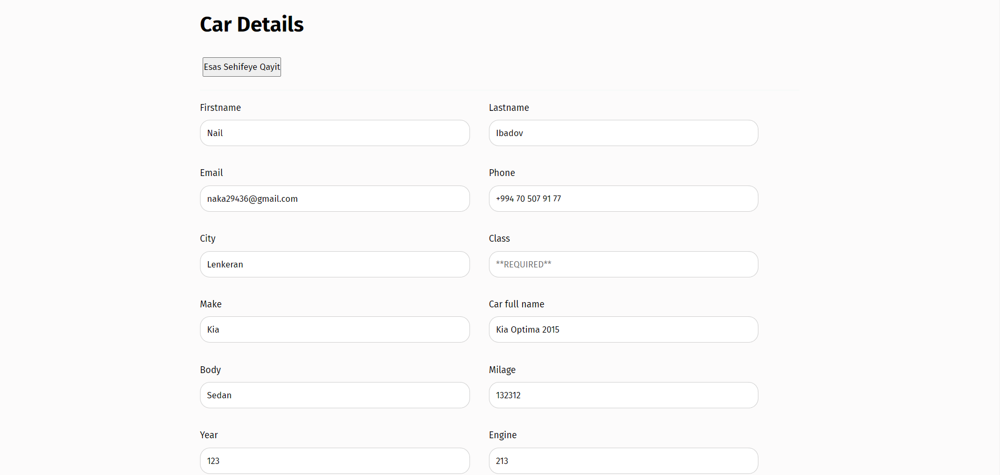 Car Details
Esas Sehifeye Qayit
Firstname
Lastname
Nail
Ibadov
Email
Phone
naka29436@gmail.com
+994 70 507 91 77
City
Class
Lenkeran
**REQUIRED**
Make
Car full name
Kia
Kia Optima 2015
Body
Milage
Sedan
132312
Year
Engine
123
213